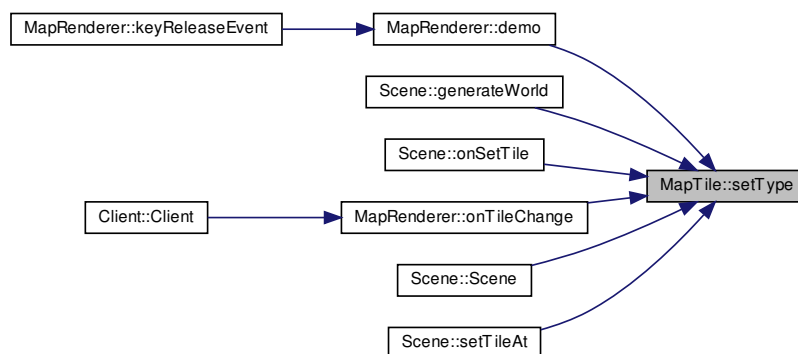 MapRenderer::keyReleaseEvent
MapRenderer::demo
Scene::generateWorld
Scene::onSetTile
MapTile::setType
Client::Client
MapRenderer::onTileChange
Scene::Scene
Scene::setTileAt